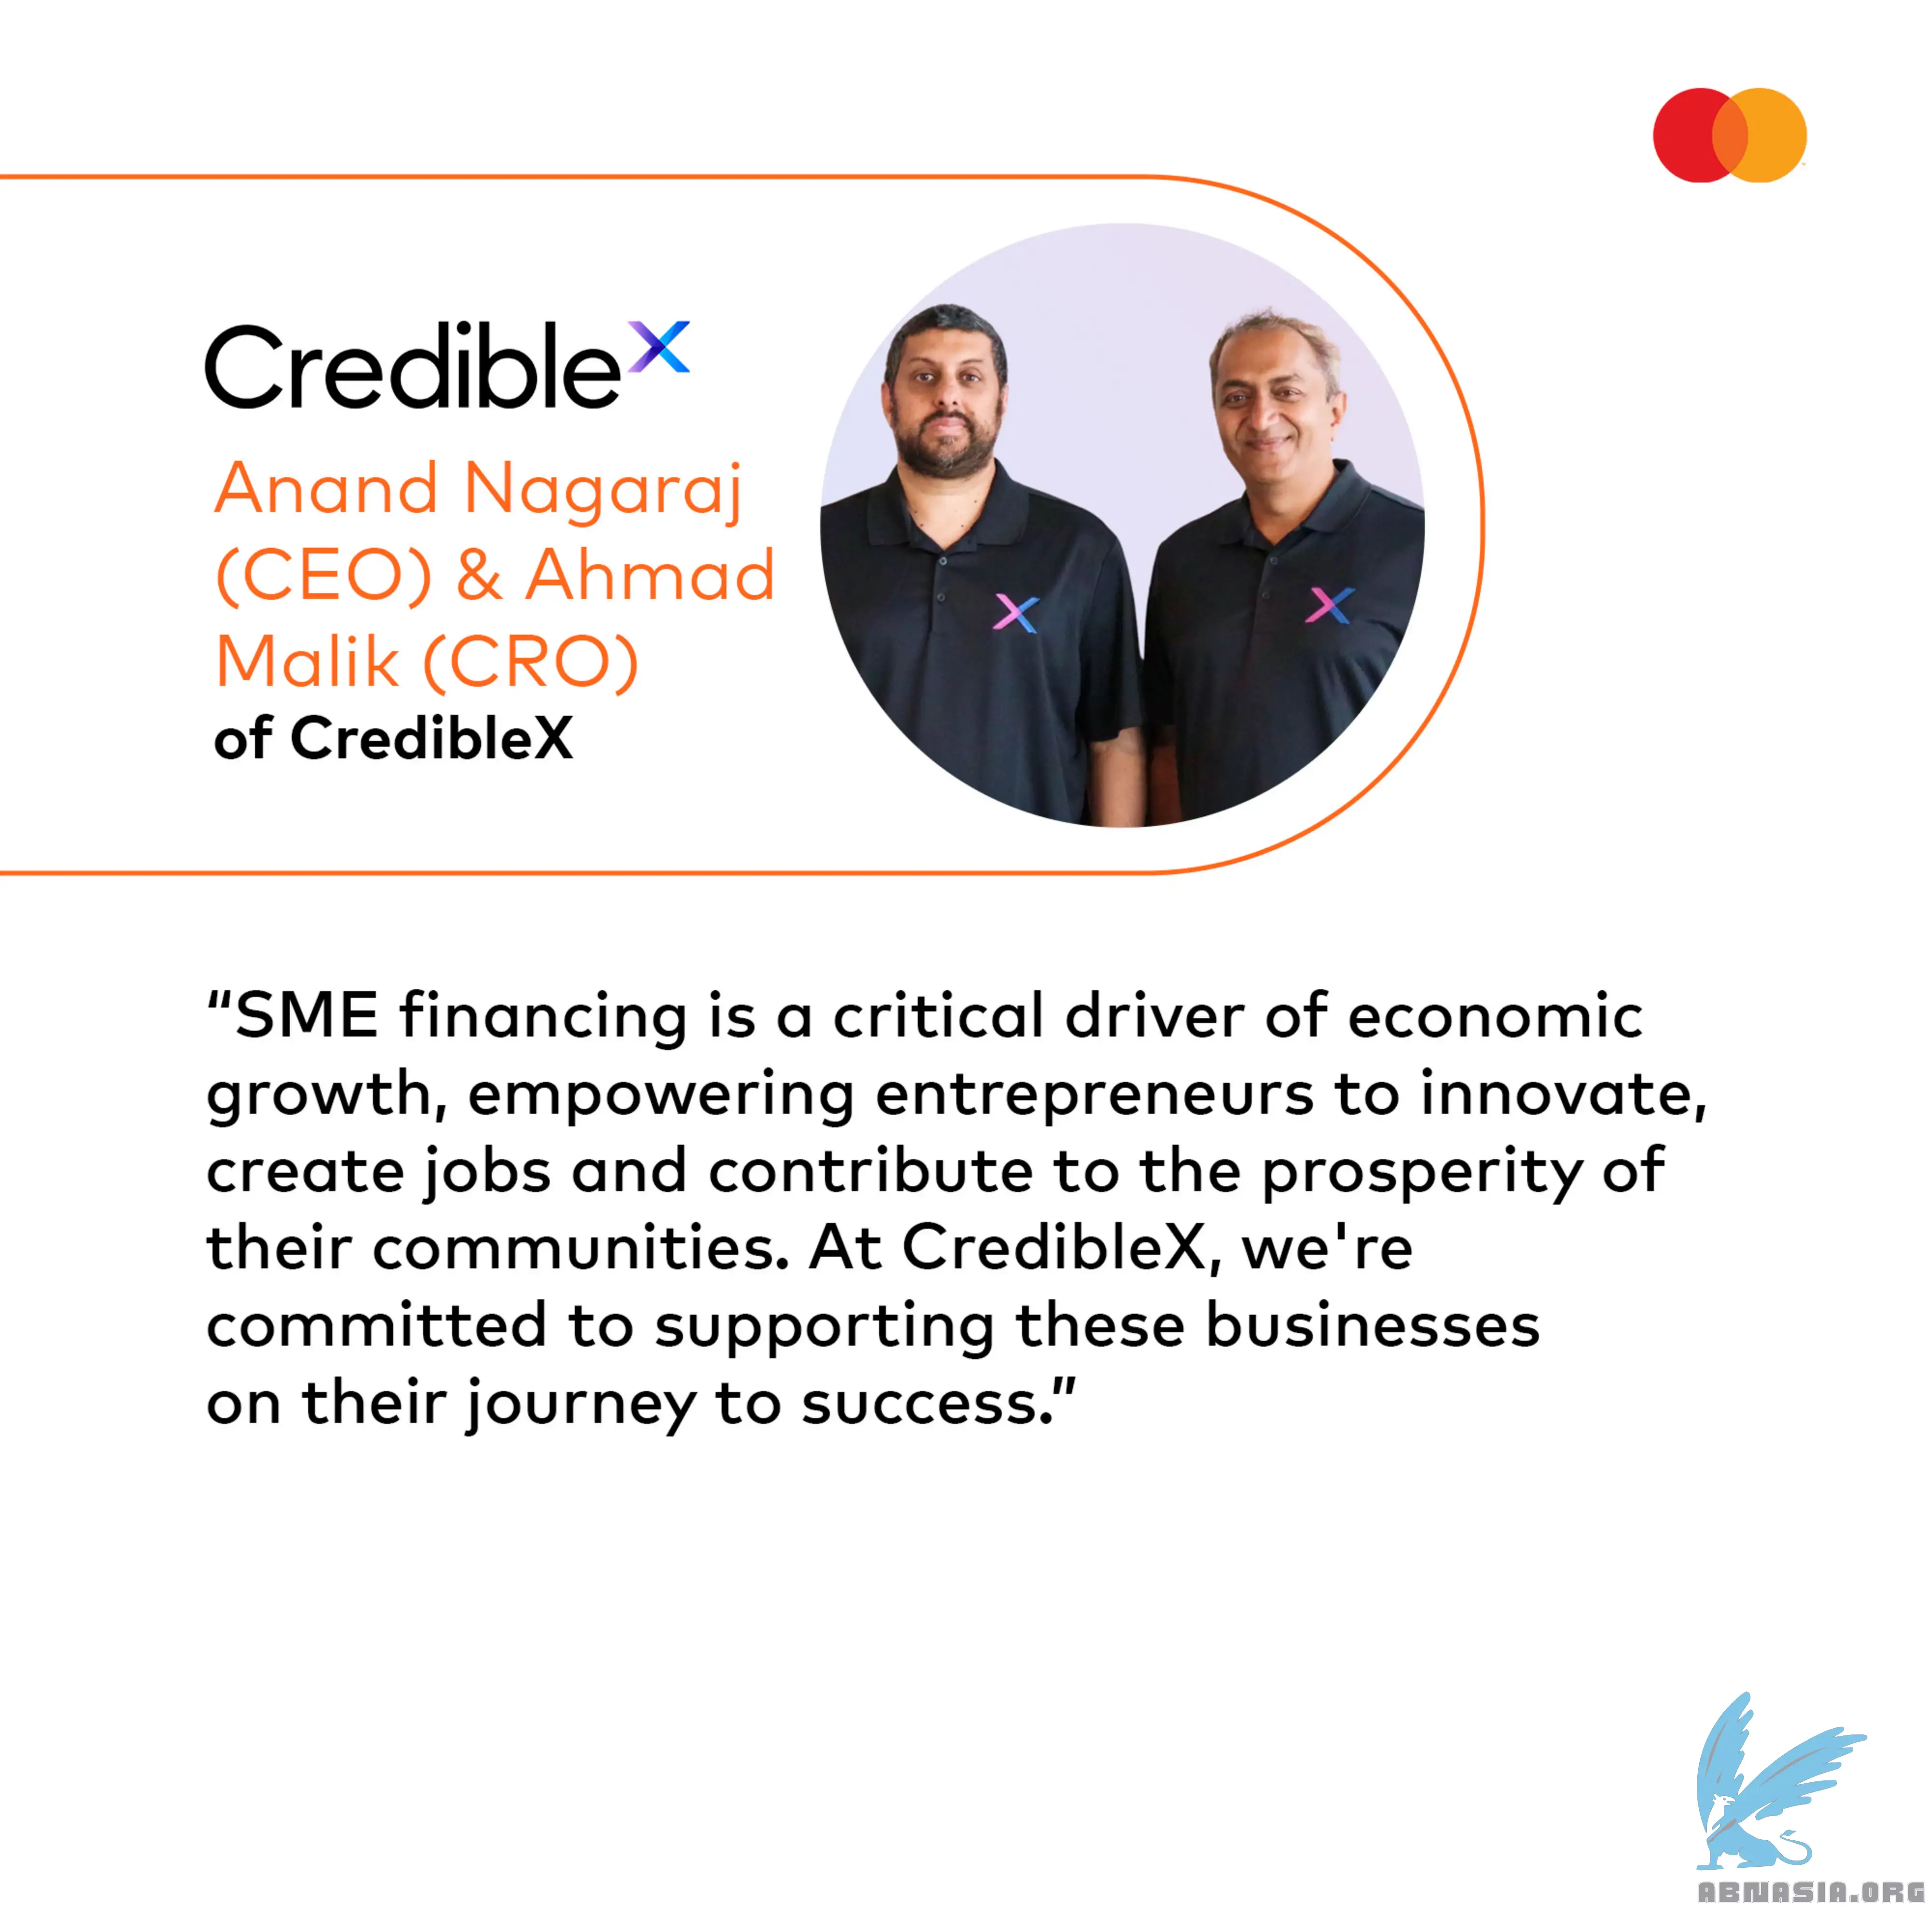 CredibleX
Anand Nagaraj
(CEO) & Ahmad
Malik (CRO)
of CredibleX
“SME financing is a critical driver of economic
growth, empowering entrepreneurs to innovate,
create jobs and contribute to the prosperity of
their communities. At CredibleX, we're
committed to supporting these businesses
on their journey to success.”
ABNASIA.ORG